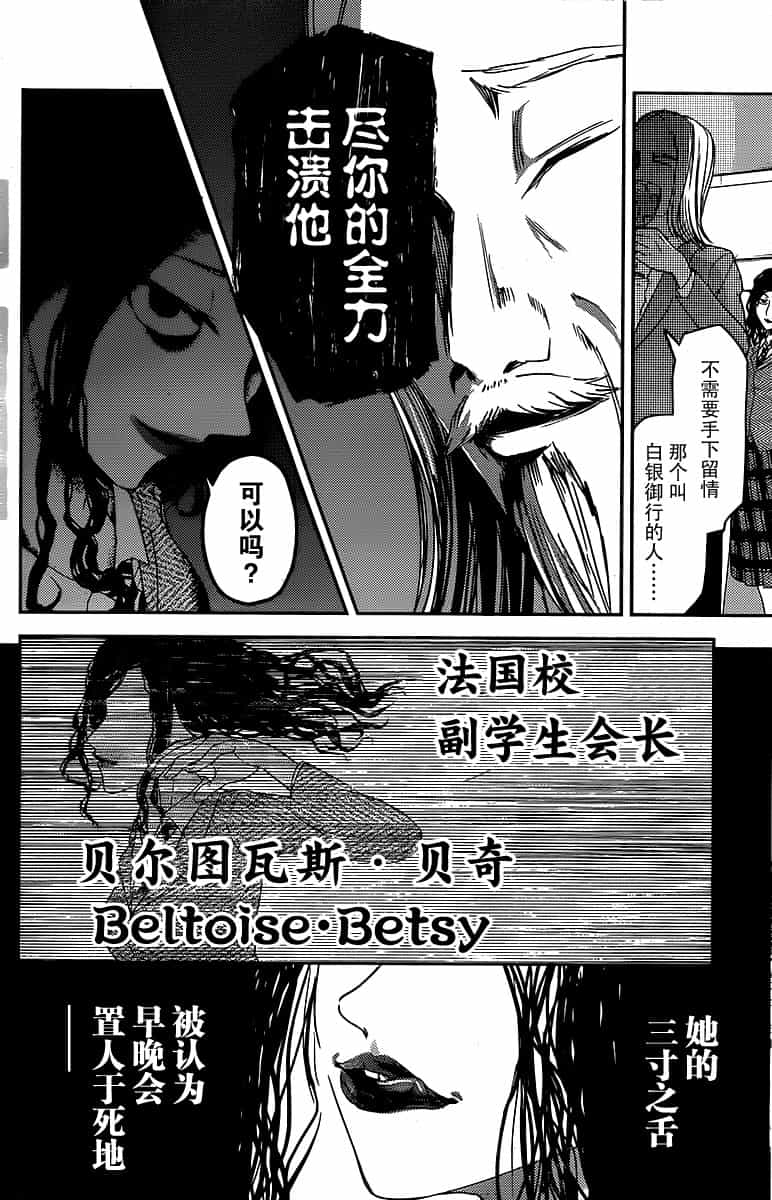 不需要手下留情
那个叫
白银御行的人……
尽你的全力
击溃他
可以吗？
法国校
副学生会长
贝尔图瓦斯·贝奇
Beltoise·Betsy
她的
三寸之舌
被认为
早晚会
置人于死地
——